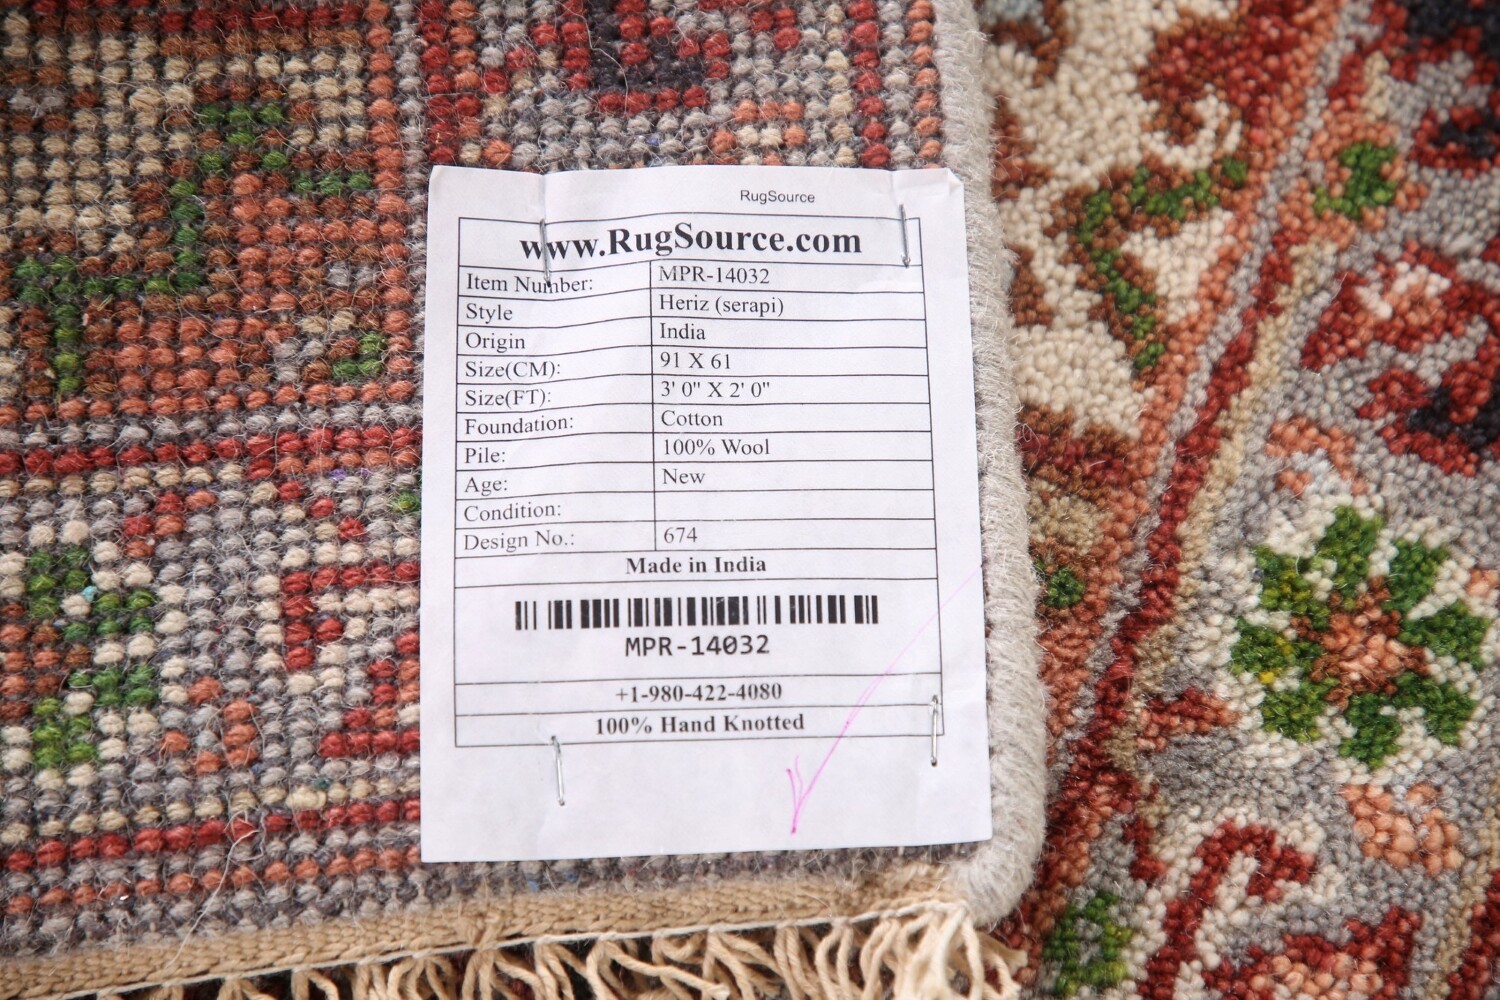 RugSource
www.RugSource.com
Item Number: MPR-14032
Style Heriz (serapi)
Origin India
Size(CM): 91 X 61
Size(FT): 3' 0" X 2' 0"
Foundation: Cotton
Pile: 100% Wool
Age: New
Condition:
Design No.: 674
Made in India
MPR-14032
+1-980-422-4080
100% Hand Knotted